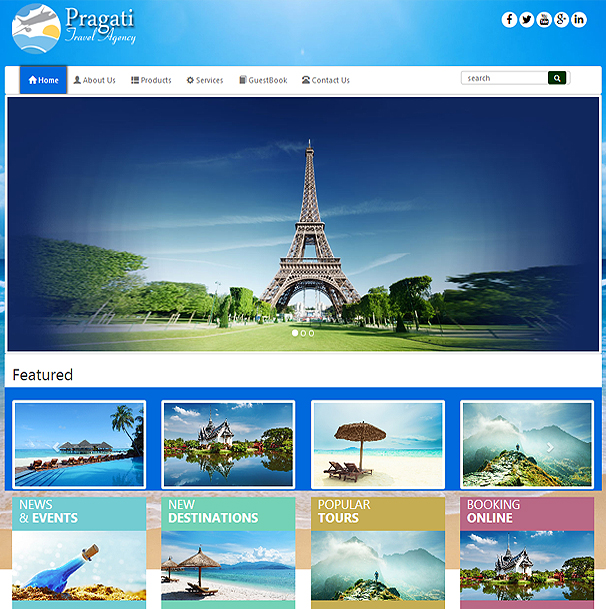 Pragati
Travel Agency
Home About Us Products Services GuestBook Contact Us search
Featured
NEWS
& EVENTS
NEW
DESTINATIONS
POPULAR
TOURS
BOOKING
ONLINE